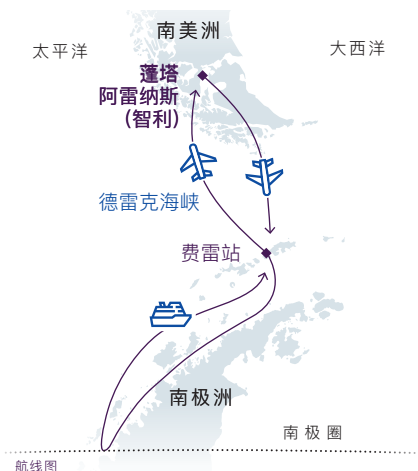 南美洲
太平洋
大西洋
蓬塔
阿雷纳斯
(智利)
德雷克海峡
费雷站
南极洲
南极圈
航线图